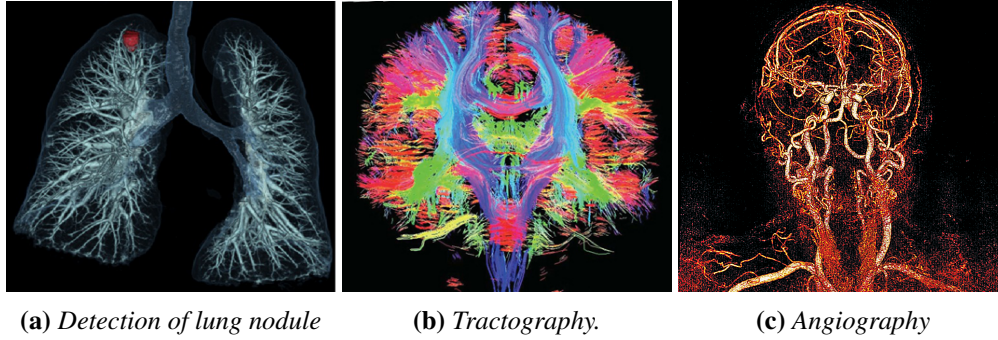 (a) Detection of lung nodule
(b) Tractography.
(c) Angiography